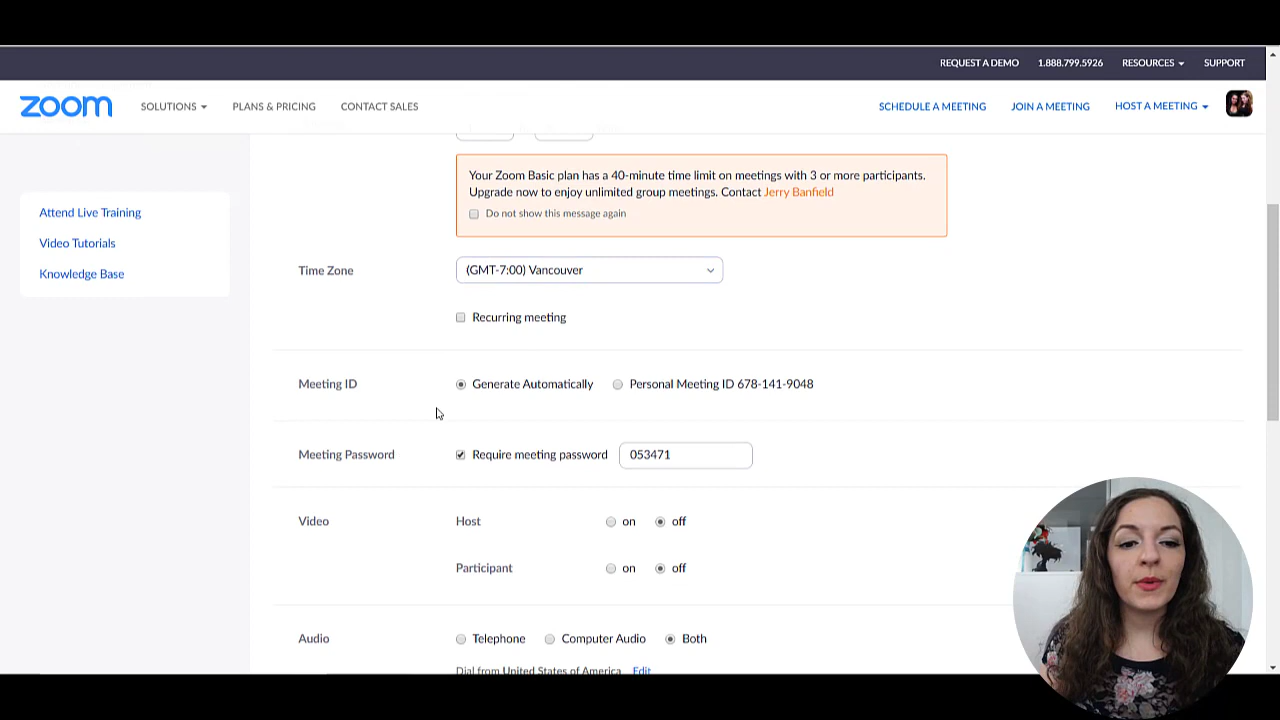 REQUEST A DEMO 1.888.799.5926 RESOURCES SUPPORT
zoom SOLUTIONS PLANS & PRICING CONTACT SALES SCHEDULE A MEETING JOIN A MEETING HOST A MEETING
Attend Live Training
Video Tutorials
Knowledge Base
Your Zoom Basic plan has a 40-minute time limit on meetings with 3 or more participants.
Upgrade now to enjoy unlimited group meetings. Contact Jerry Banfield
Do not show this message again
Time Zone (GMT-7:00) Vancouver
Recurring meeting
Meeting ID Generate Automatically Personal Meeting ID 678-141-9048
Meeting Password Require meeting password 053471
Video Host on off
Participant on off
Audio Telephone Computer Audio Both
Dial from United States of America Edit